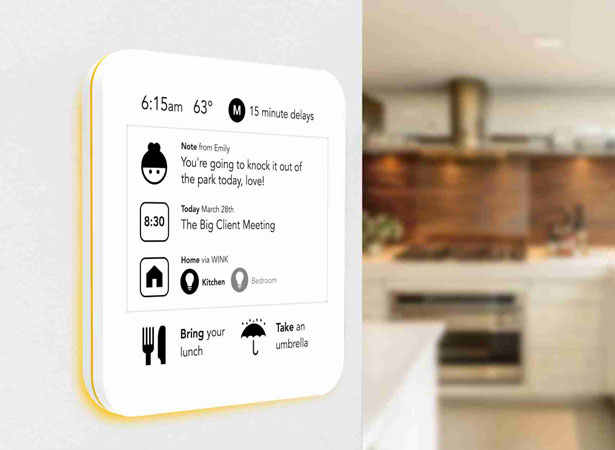 6:15am 63° M 15 minute delays
Note from Emily
You're going to knock it out of
the park today, love!
8:30
Today March 28th
The Big Client Meeting
Home via WINK
Kitchen Bedroom
Bring your
lunch
Take an
umbrella